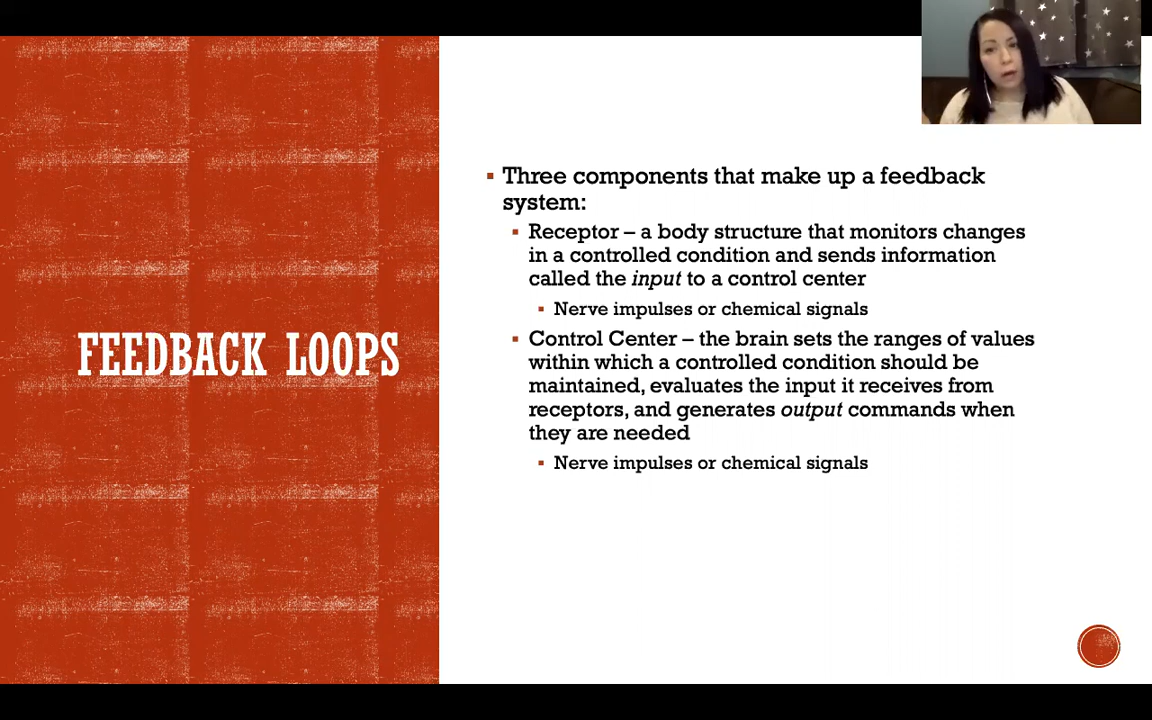 FEEDBACK LOOPS
Three components that make up a feedback
system:
Receptor – a body structure that monitors changes
in a controlled condition and sends information
called the input to a control center
Nerve impulses or chemical signals
Control Center – the brain sets the ranges of values
within which a controlled condition should be
maintained, evaluates the input it receives from
receptors, and generates output commands when
they are needed
Nerve impulses or chemical signals